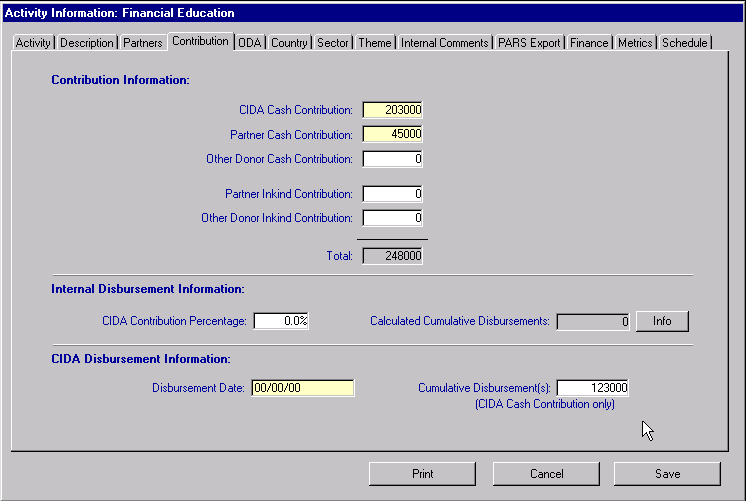 Activity Information: Financial Education
Activity Description Partners Contribution ODA Country Sector Theme Internal Comments PARS Export Finance Metrics Schedule
Contribution Information:
CIDA Cash Contribution: 203000
Partner Cash Contribution: 45000
Other Donor Cash Contribution: 0
Partner Inkind Contribution: 0
Other Donor Inkind Contribution: 0
Total: 248000
Internal Disbursement Information:
CIDA Contribution Percentage: 0.0% Calculated Cumulative Disbursements: 0 Info
CIDA Disbursement Information:
Disbursement Date: 00/00/00 Cumulative Disbursement(s): 123000
(CIDA Cash Contribution only)
Print Cancel Save